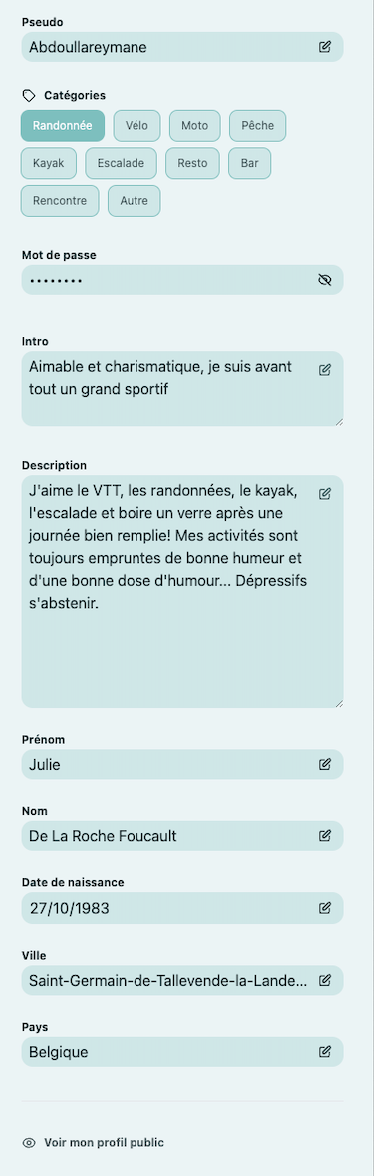 Pseudo
Abdoullareymane
Catégories
Randonnée Vélo Moto Pêche
Kayak Escalade Resto Bar
Rencontre Autre
Mot de passe
••••••••
Intro
Aimable et charismatique, je suis avant
tout un grand sportif
Description
J'aime le VTT, les randonnées, le kayak,
l'escalade et boire un verre après une
journée bien remplie! Mes activités sont
toujours empruntes de bonne humeur et
d'une bonne dose d'humour... Dépressifs
s'abstenir.
Prénom
Julie
Nom
De La Roche Foucault
Date de naissance
27/10/1983
Ville
Saint-Germain-de-Tallevende-la-Lande...
Pays
Belgique
Voir mon profil public